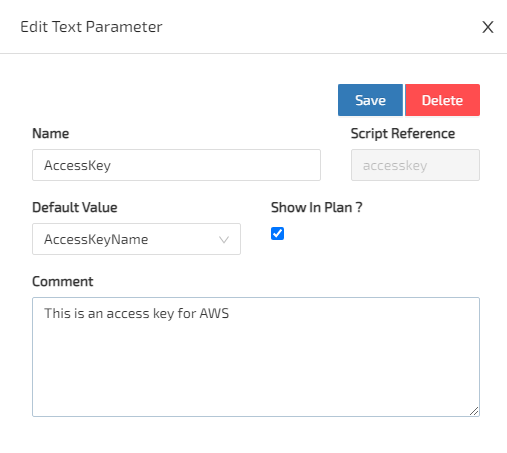 Edit Text Parameter X
Save Delete
Name Script Reference
AccessKey accesskey
Default Value Show In Plan ?
AccessKeyName
Comment
This is an access key for AWS